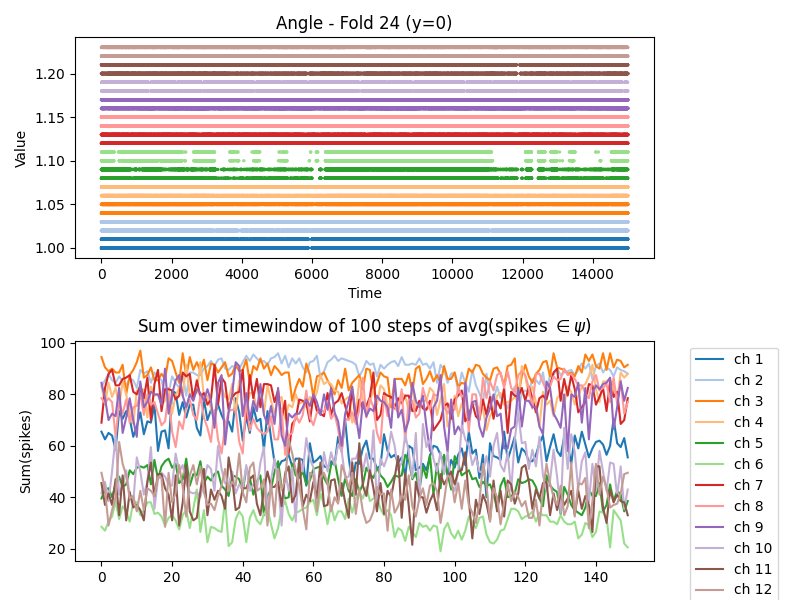 Angle - Fold 24 (y=0)
Value
1.20
1.15
1.10
1.05
1.00
0 2000 4000 6000 8000 10000 12000 14000
Time
Sum over timewindow of 100 steps of avg(spikes ∈ψ)
Sum(spikes)
100
80
60
40
20
0 20 40 60 80 100 120 140
ch 1
ch 2
ch 3
ch 4
ch 5
ch 6
ch 7
ch 8
ch 9
ch 10
ch 11
ch 12